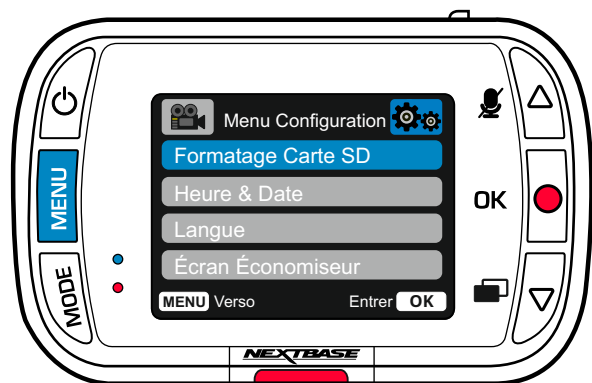 Menu Configuration
Formatage Carte SD
MENU
Heure & Date
OK
Langue
Écran Économiseur
MODE
MENU Verso Entrer OK
NEXTBASE